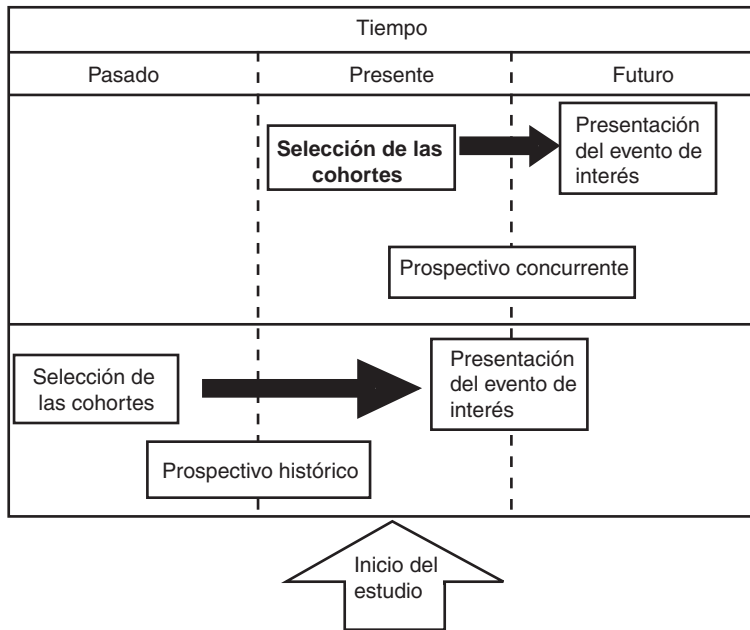 Tiempo
Pasado
Presente
Futuro
Selección de las
cohortes
Presentación
del evento de
interés
Prospectivo concurrente
Selección de
las cohortes
Presentación
del evento de
interés
Prospectivo histórico
Inicio del
estudio